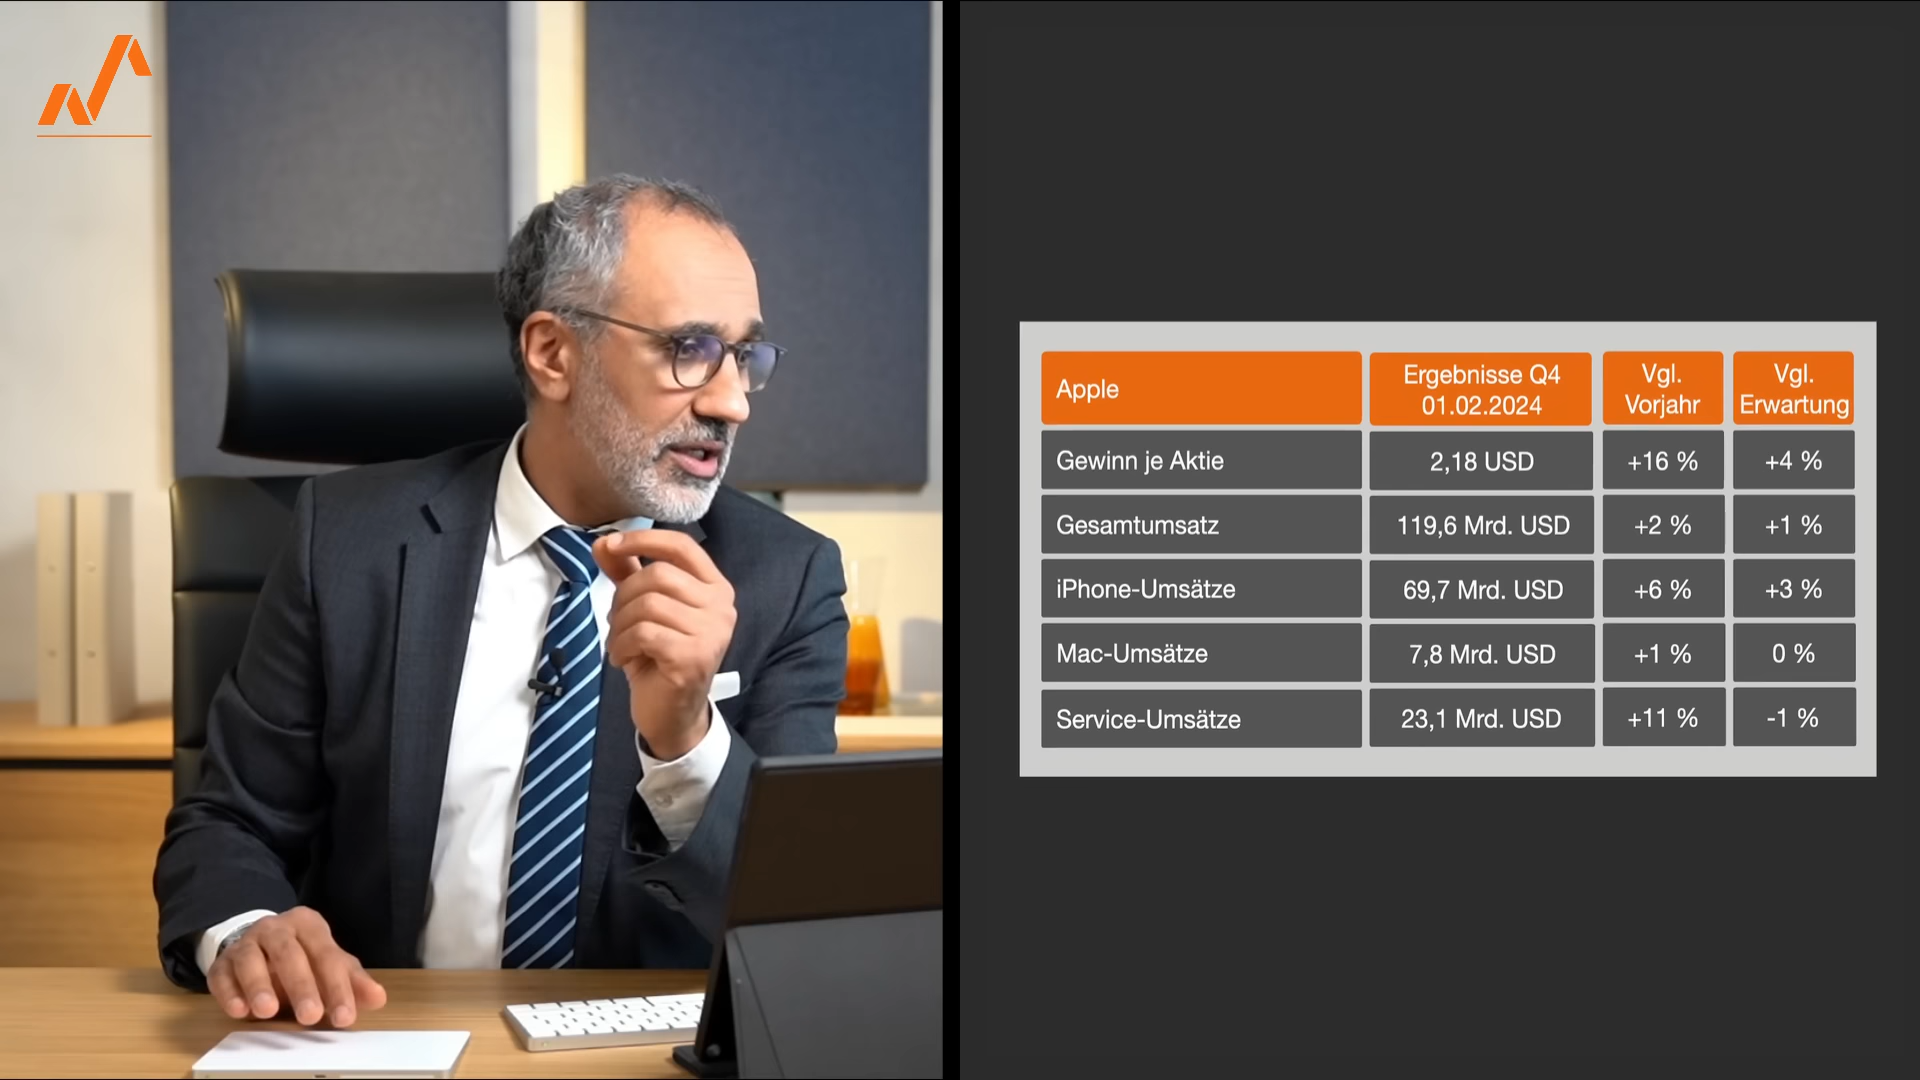 Apple
Ergebnisse Q4
01.02.2024
Vgl.
Vorjahr
Vgl.
Erwartung
Gewinn je Aktie 2,18 USD +16 % +4 %
Gesamtumsatz 119,6 Mrd. USD +2 % +1 %
iPhone-Umsätze 69,7 Mrd. USD +6 % +3 %
Mac-Umsätze 7,8 Mrd. USD +1 % 0 %
Service-Umsätze 23,1 Mrd. USD +11 % -1 %